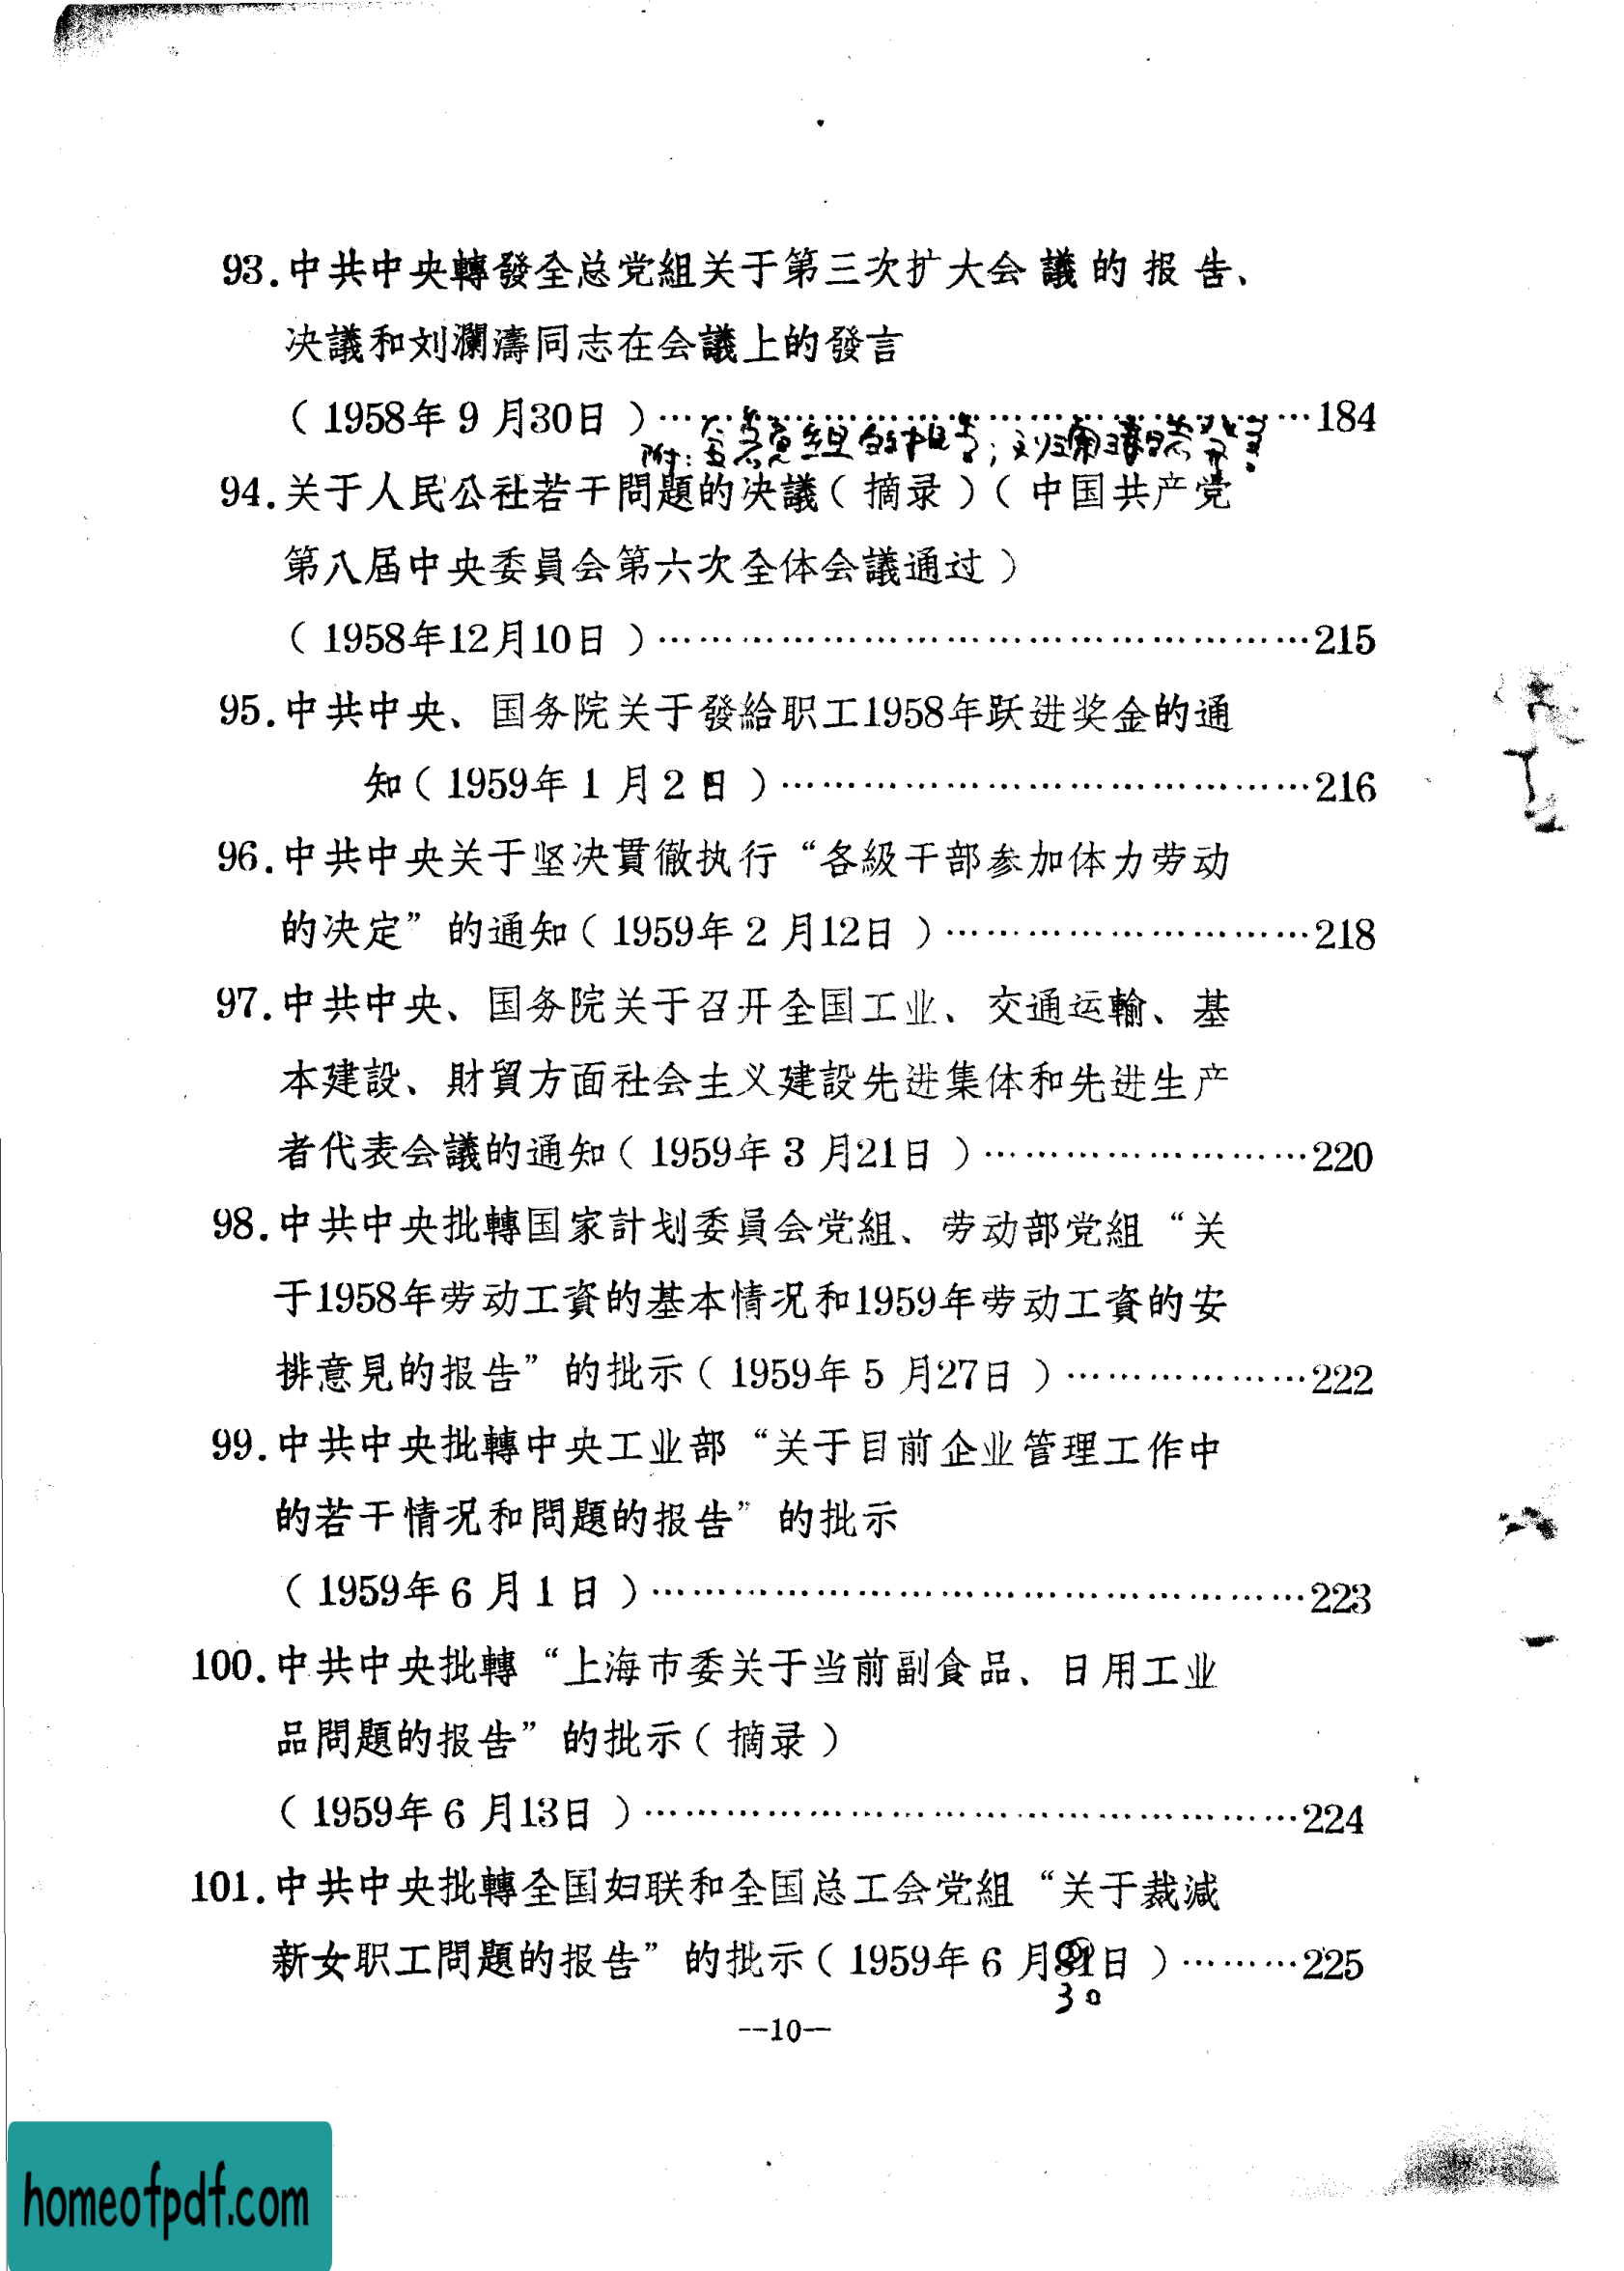 93.中共中央轉發全总党組关于第三次扩大会議的报告、
决議和刘瀾濤同志在会議上的發言
（1958年9月30日）…………………………184
附：全总党組的报告；刘澜涛
94.关于人民公社若干問題的决議（摘录）（中国共产党
第八届中央委員会第六次全体会議通过）
（1958年12月10日）…………………………215
95.中共中央、国务院关于發給职工1958年跃进奖金的通
知（1959年1月2日）…………………………216
96.中共中央关于坚决貫徹执行“各級干部参加体力劳动
的决定”的通知（1959年2月12日）…………………218
97.中共中央、国务院关于召开全国工业、交通运輸、基
本建設、財貿方面社会主义建設先进集体和先进生产
者代表会議的通知（1959年3月21日）………………220
98.中共中央批轉国家計划委員会党組、劳动部党組“关
于1958年劳动工資的基本情况和1959年劳动工資的安
排意見的报告”的批示（1959年5月27日）……………222
99.中共中央批轉中央工业部“关于目前企业管理工作中
的若干情况和問題的报告”的批示
（1959年6月1日）…………………………223
100.中共中央批轉“上海市委关于当前副食品、日用工业
品問題的报告”的批示（摘录）
（1959年6月13日）…………………………224
101.中共中央批轉全国妇联和全国总工会党組“关于裁減
新女职工問題的报告”的批示（1959年6月31日）………225
30
—10—
homeofpdf.com